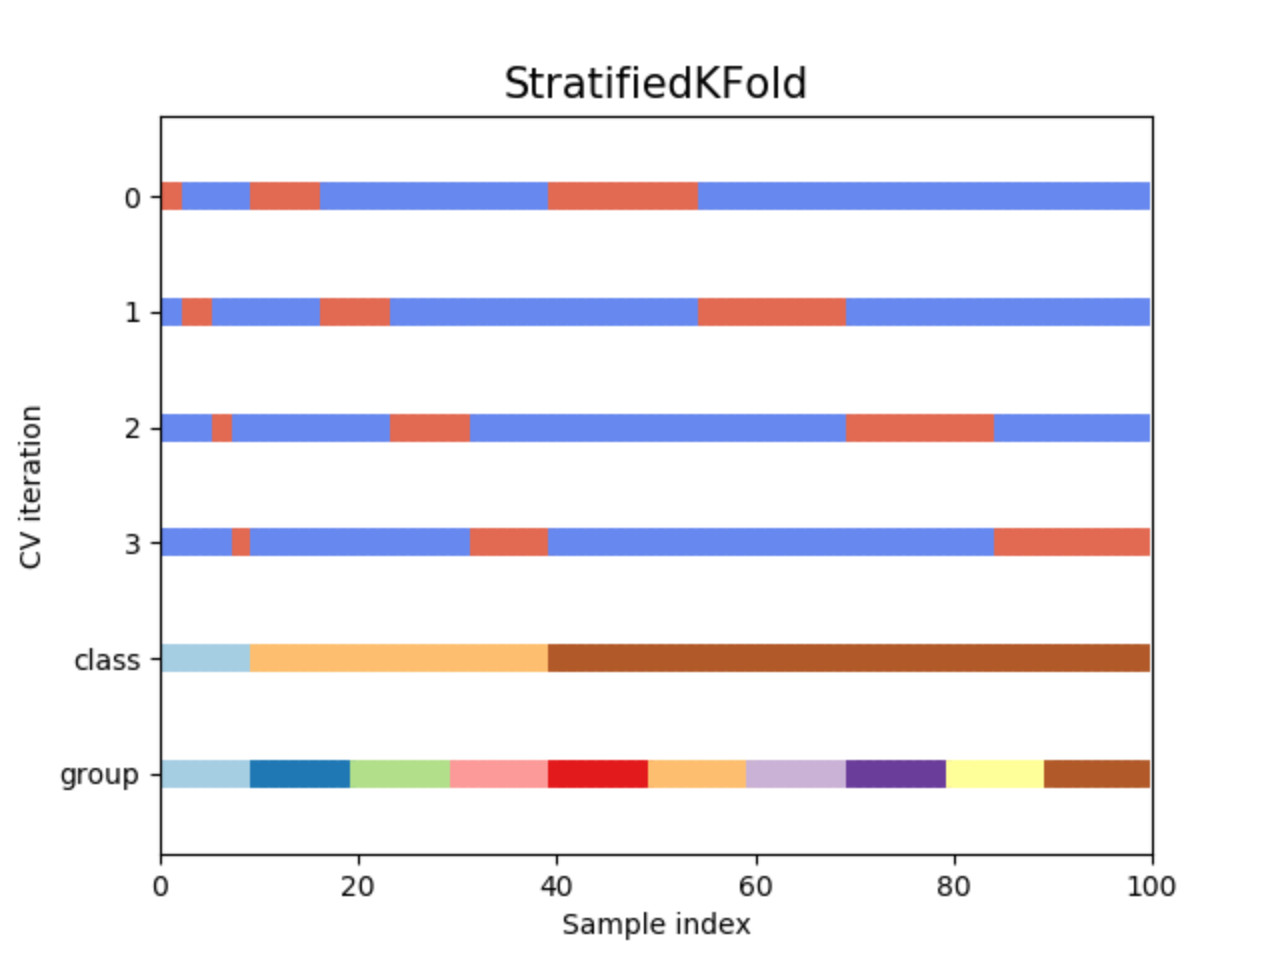 StratifiedKFold
0
1
2
3
class
group
CV iteration
0 20 40 60 80 100
Sample index